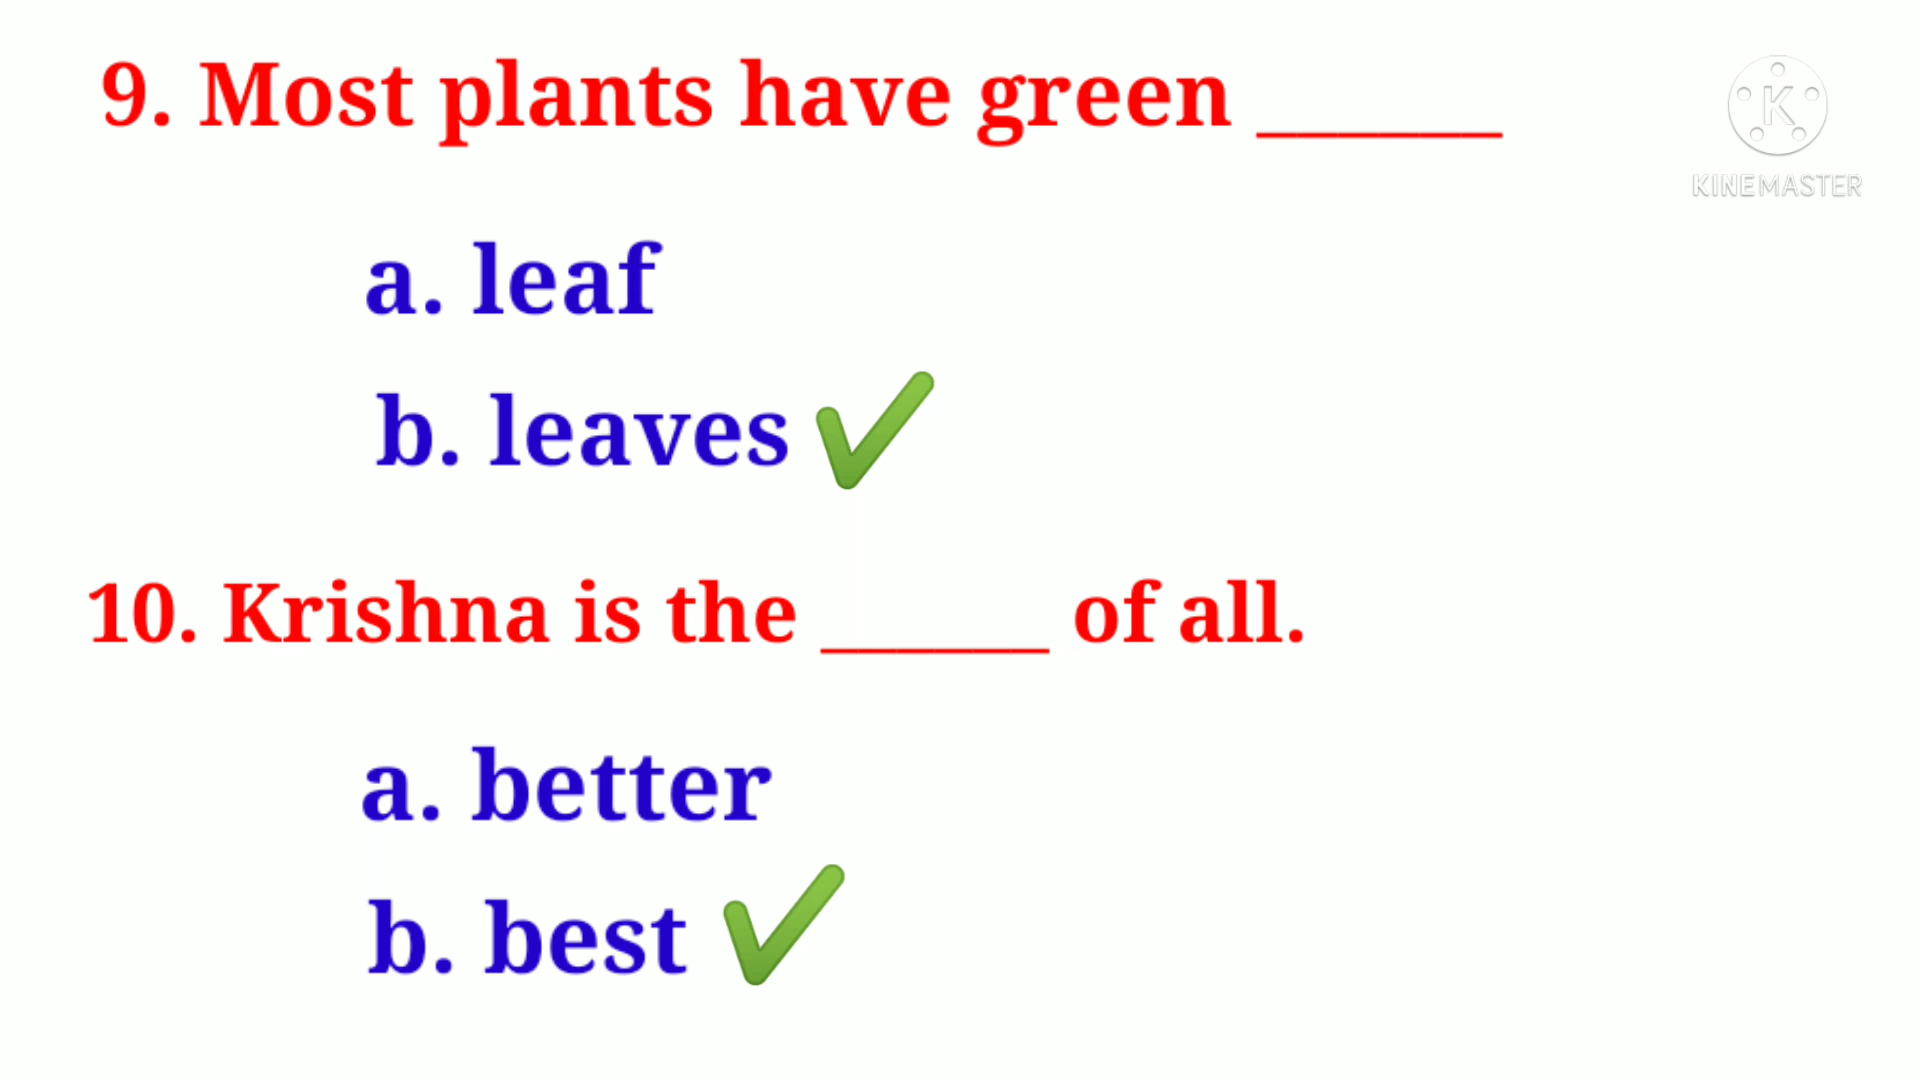 9. Most plants have green ______
K
KINEMASTER
a. leaf
b. leaves
10. Krishna is the ______ of all.
a. better
b. best